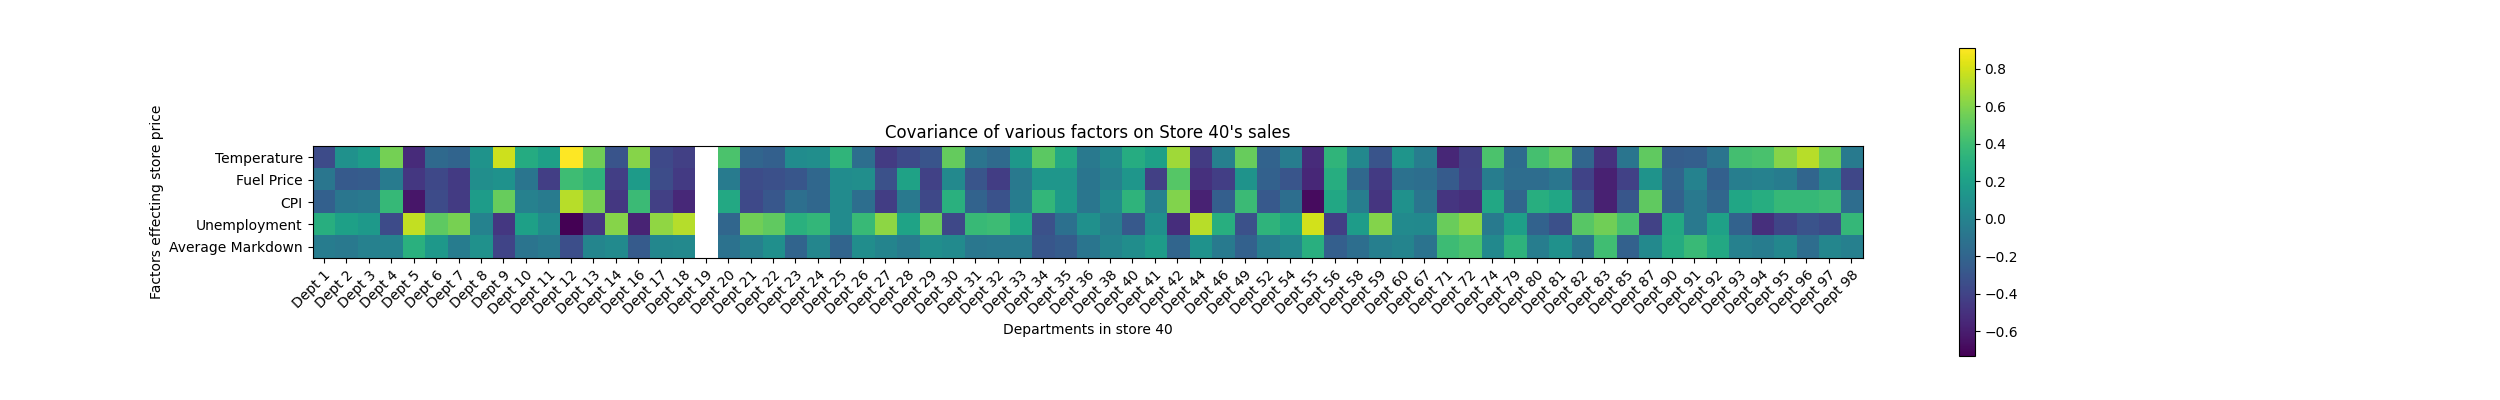 Covariance of various factors on Store 40's sales
Factors effecting store price
Temperature
Fuel Price
CPI
Unemployment
Average Markdown
Dept 1
Dept 2
Dept 3
Dept 4
Dept 5
Dept 6
Dept 7
Dept 8
Dept 9
Dept 10
Dept 11
Dept 12
Dept 13
Dept 14
Dept 16
Dept 17
Dept 18
Dept 19
Dept 20
Dept 21
Dept 22
Dept 23
Dept 24
Dept 25
Dept 26
Dept 27
Dept 28
Dept 29
Dept 30
Dept 31
Dept 32
Dept 33
Dept 34
Dept 35
Dept 36
Dept 38
Dept 40
Dept 41
Dept 42
Dept 44
Dept 46
Dept 49
Dept 52
Dept 54
Dept 55
Dept 56
Dept 58
Dept 59
Dept 60
Dept 67
Dept 71
Dept 72
Dept 74
Dept 79
Dept 80
Dept 81
Dept 82
Dept 83
Dept 85
Dept 87
Dept 90
Dept 91
Dept 92
Dept 93
Dept 94
Dept 95
Dept 96
Dept 97
Dept 98
Departments in store 40
0.8
0.6
0.4
0.2
0.0
−0.2
−0.4
−0.6